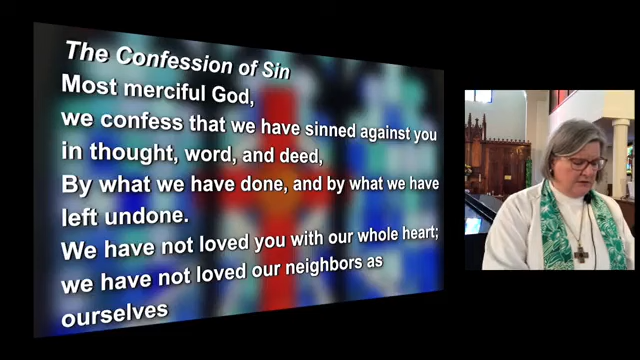 The Confession of Sin
Most merciful God,
we confess that we have sinned against you
in thought, word, and deed,
By what we have done, and by what we have
left undone.
We have not loved you with our whole heart;
we have not loved our neighbors as
ourselves